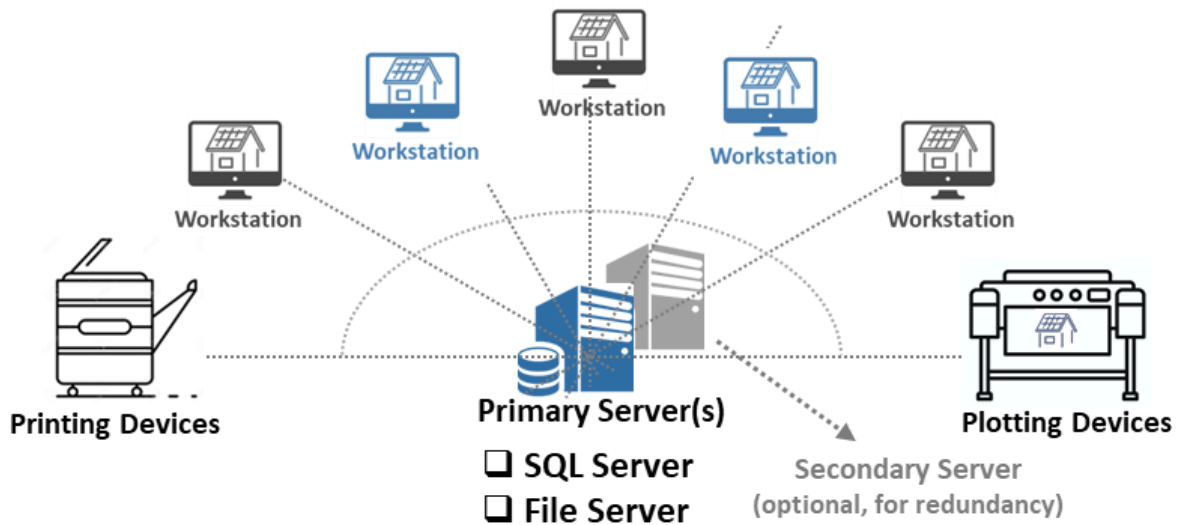 Workstation
Workstation
Workstation
Workstation
Workstation
Printing Devices
Primary Server(s)
❑ SQL Server
❑ File Server
Plotting Devices
Secondary Server
(optional, for redundancy)